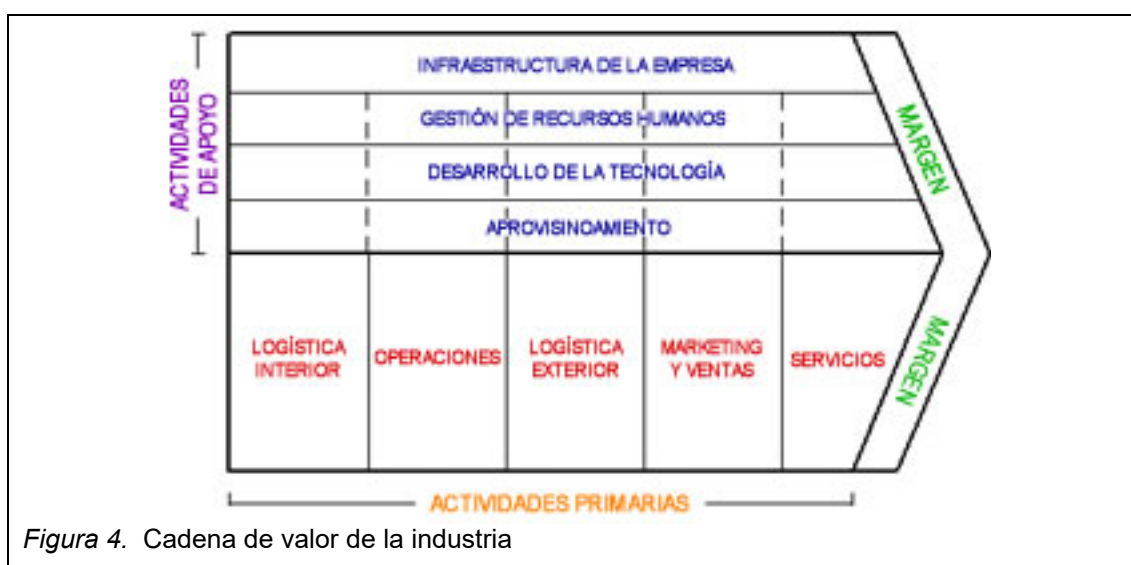 ACTIVIDADES
DE APOYO
INFRAESTRUCTURA DE LA EMPRESA
GESTIÓN DE RECURSOS HUMANOS
DESARROLLO DE LA TECNOLOGÍA
APROVISINOAMIENTO
MARGEN
LOGÍSTICA
INTERIOR
OPERACIONES
LOGÍSTICA
EXTERIOR
MARKETING
Y VENTAS
SERVICIOS
MARGEN
ACTIVIDADES PRIMARIAS
Figura 4. Cadena de valor de la industria